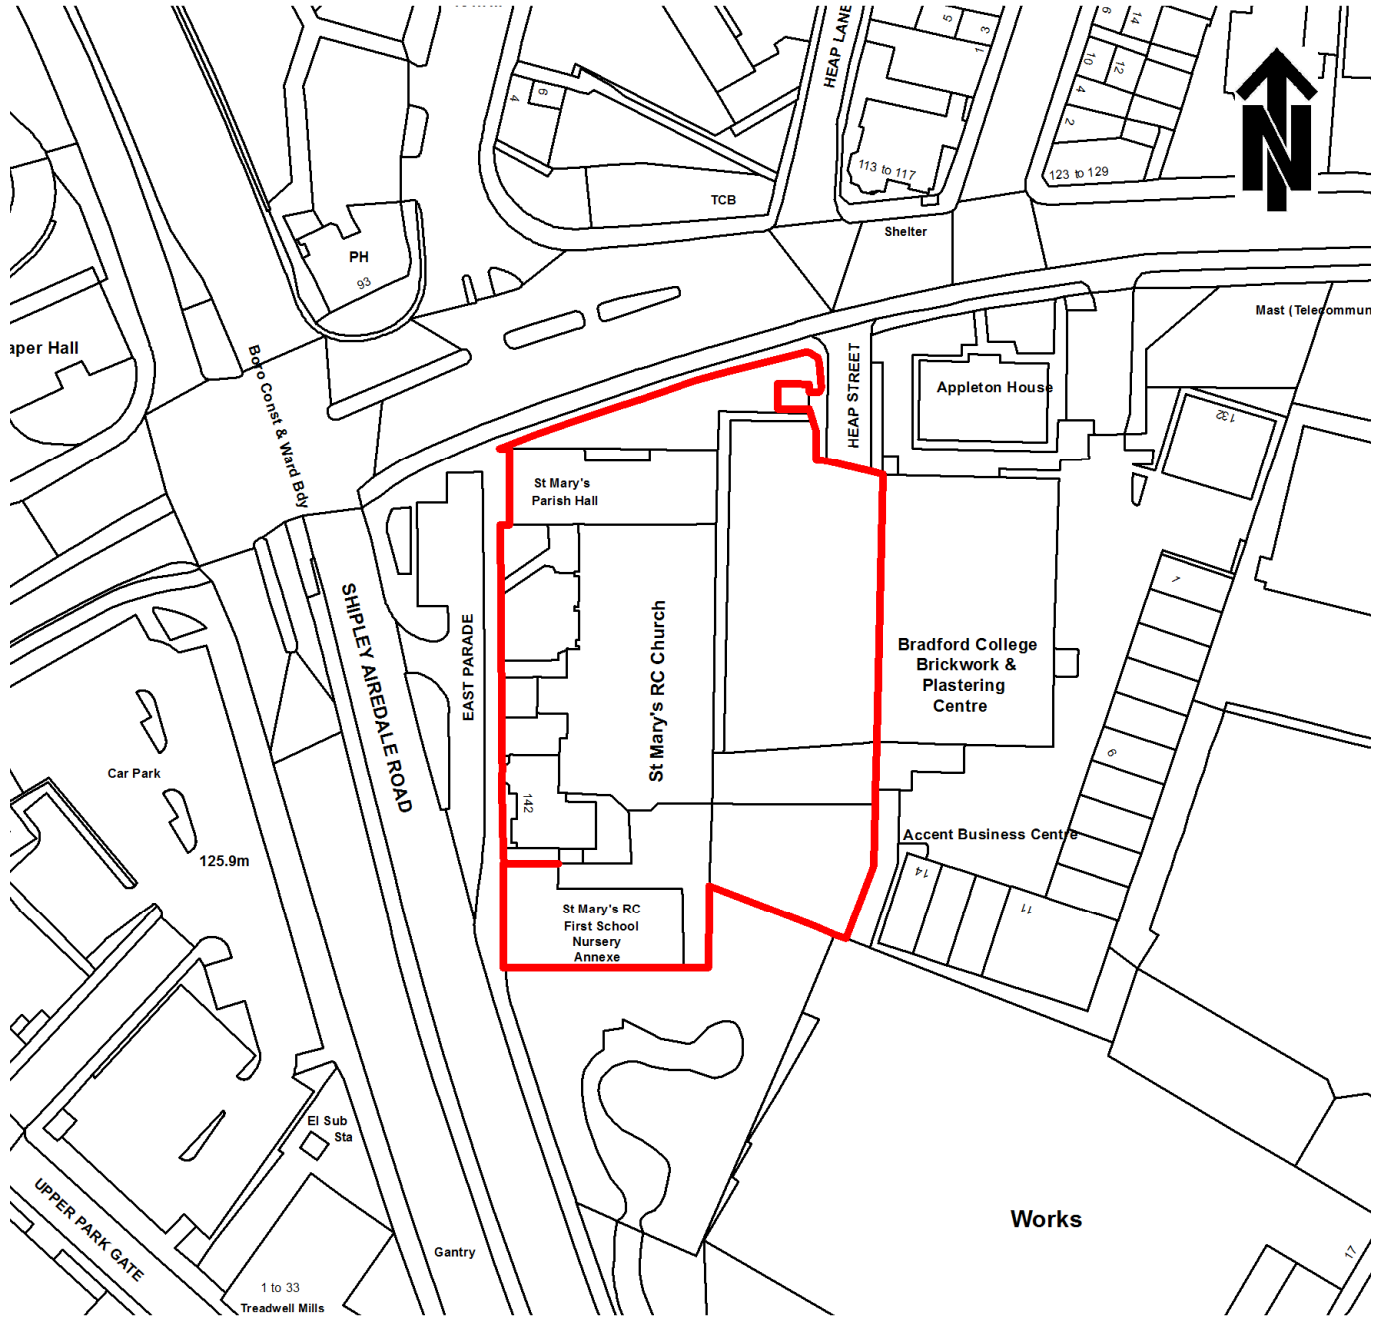 HEAP LANE
5
3
1
6
14
10
12
4
2
4
6
113 to 117
123 to 129
N
TCB
Shelter
PH
93
Mast (Telecommun
aper Hall
Boro Const & Ward Bdy
HEAP STREET
Appleton House
132
St Mary's
Parish Hall
SHIPLEY AIREDALE ROAD
EAST PARADE
St Mary's RC Church
Bradford College
Brickwork &
Plastering
Centre
1
9
Car Park
142
125.9m
Accent Business Centre
14
11
St Mary's RC
First School
Nursery
Annexe
El Sub
Sta
UPPER PARK GATE
Works
Gantry
17
1 to 33
Treadwell Mills